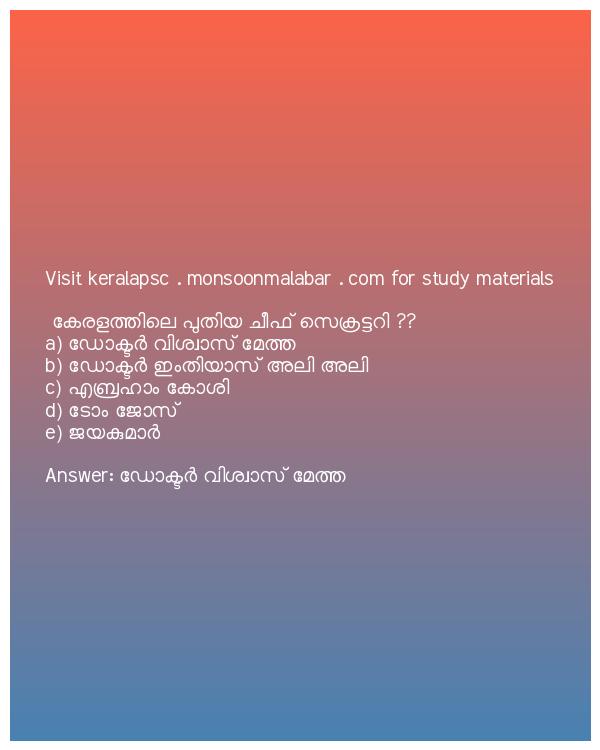 Visit keralapsc . monsoonmalabar . com for study materials
കേരളത്തിലെ പുതിയ ചീഫ് സെക്രട്ടറി ??
a) ഡോക്ടർ വിശ്വാസ് മേത്ത
b) ഡോക്ടർ ഇംതിയാസ് അലി അലി
c) എബ്രഹാം കോശി
d) ടോം ജോസ്
e) ജയകുമാർ
Answer: ഡോക്ടർ വിശ്വാസ് മേത്ത